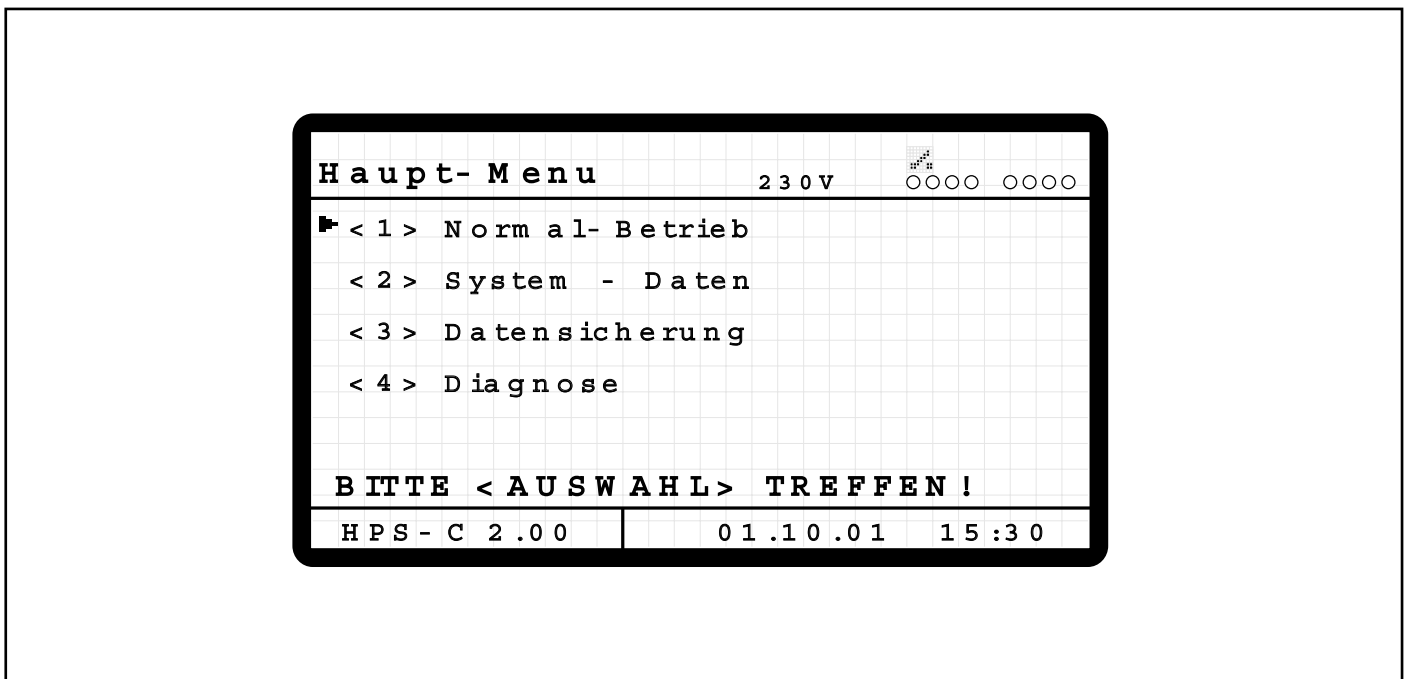 Haupt-Menu 230V
<1> Normal-Betrieb
<2> System - Daten
<3> Datensicherung
<4> Diagnose
BITTE <AUSWAHL> TREFFEN!
HPS-C 2.00 01.10.01 15:30